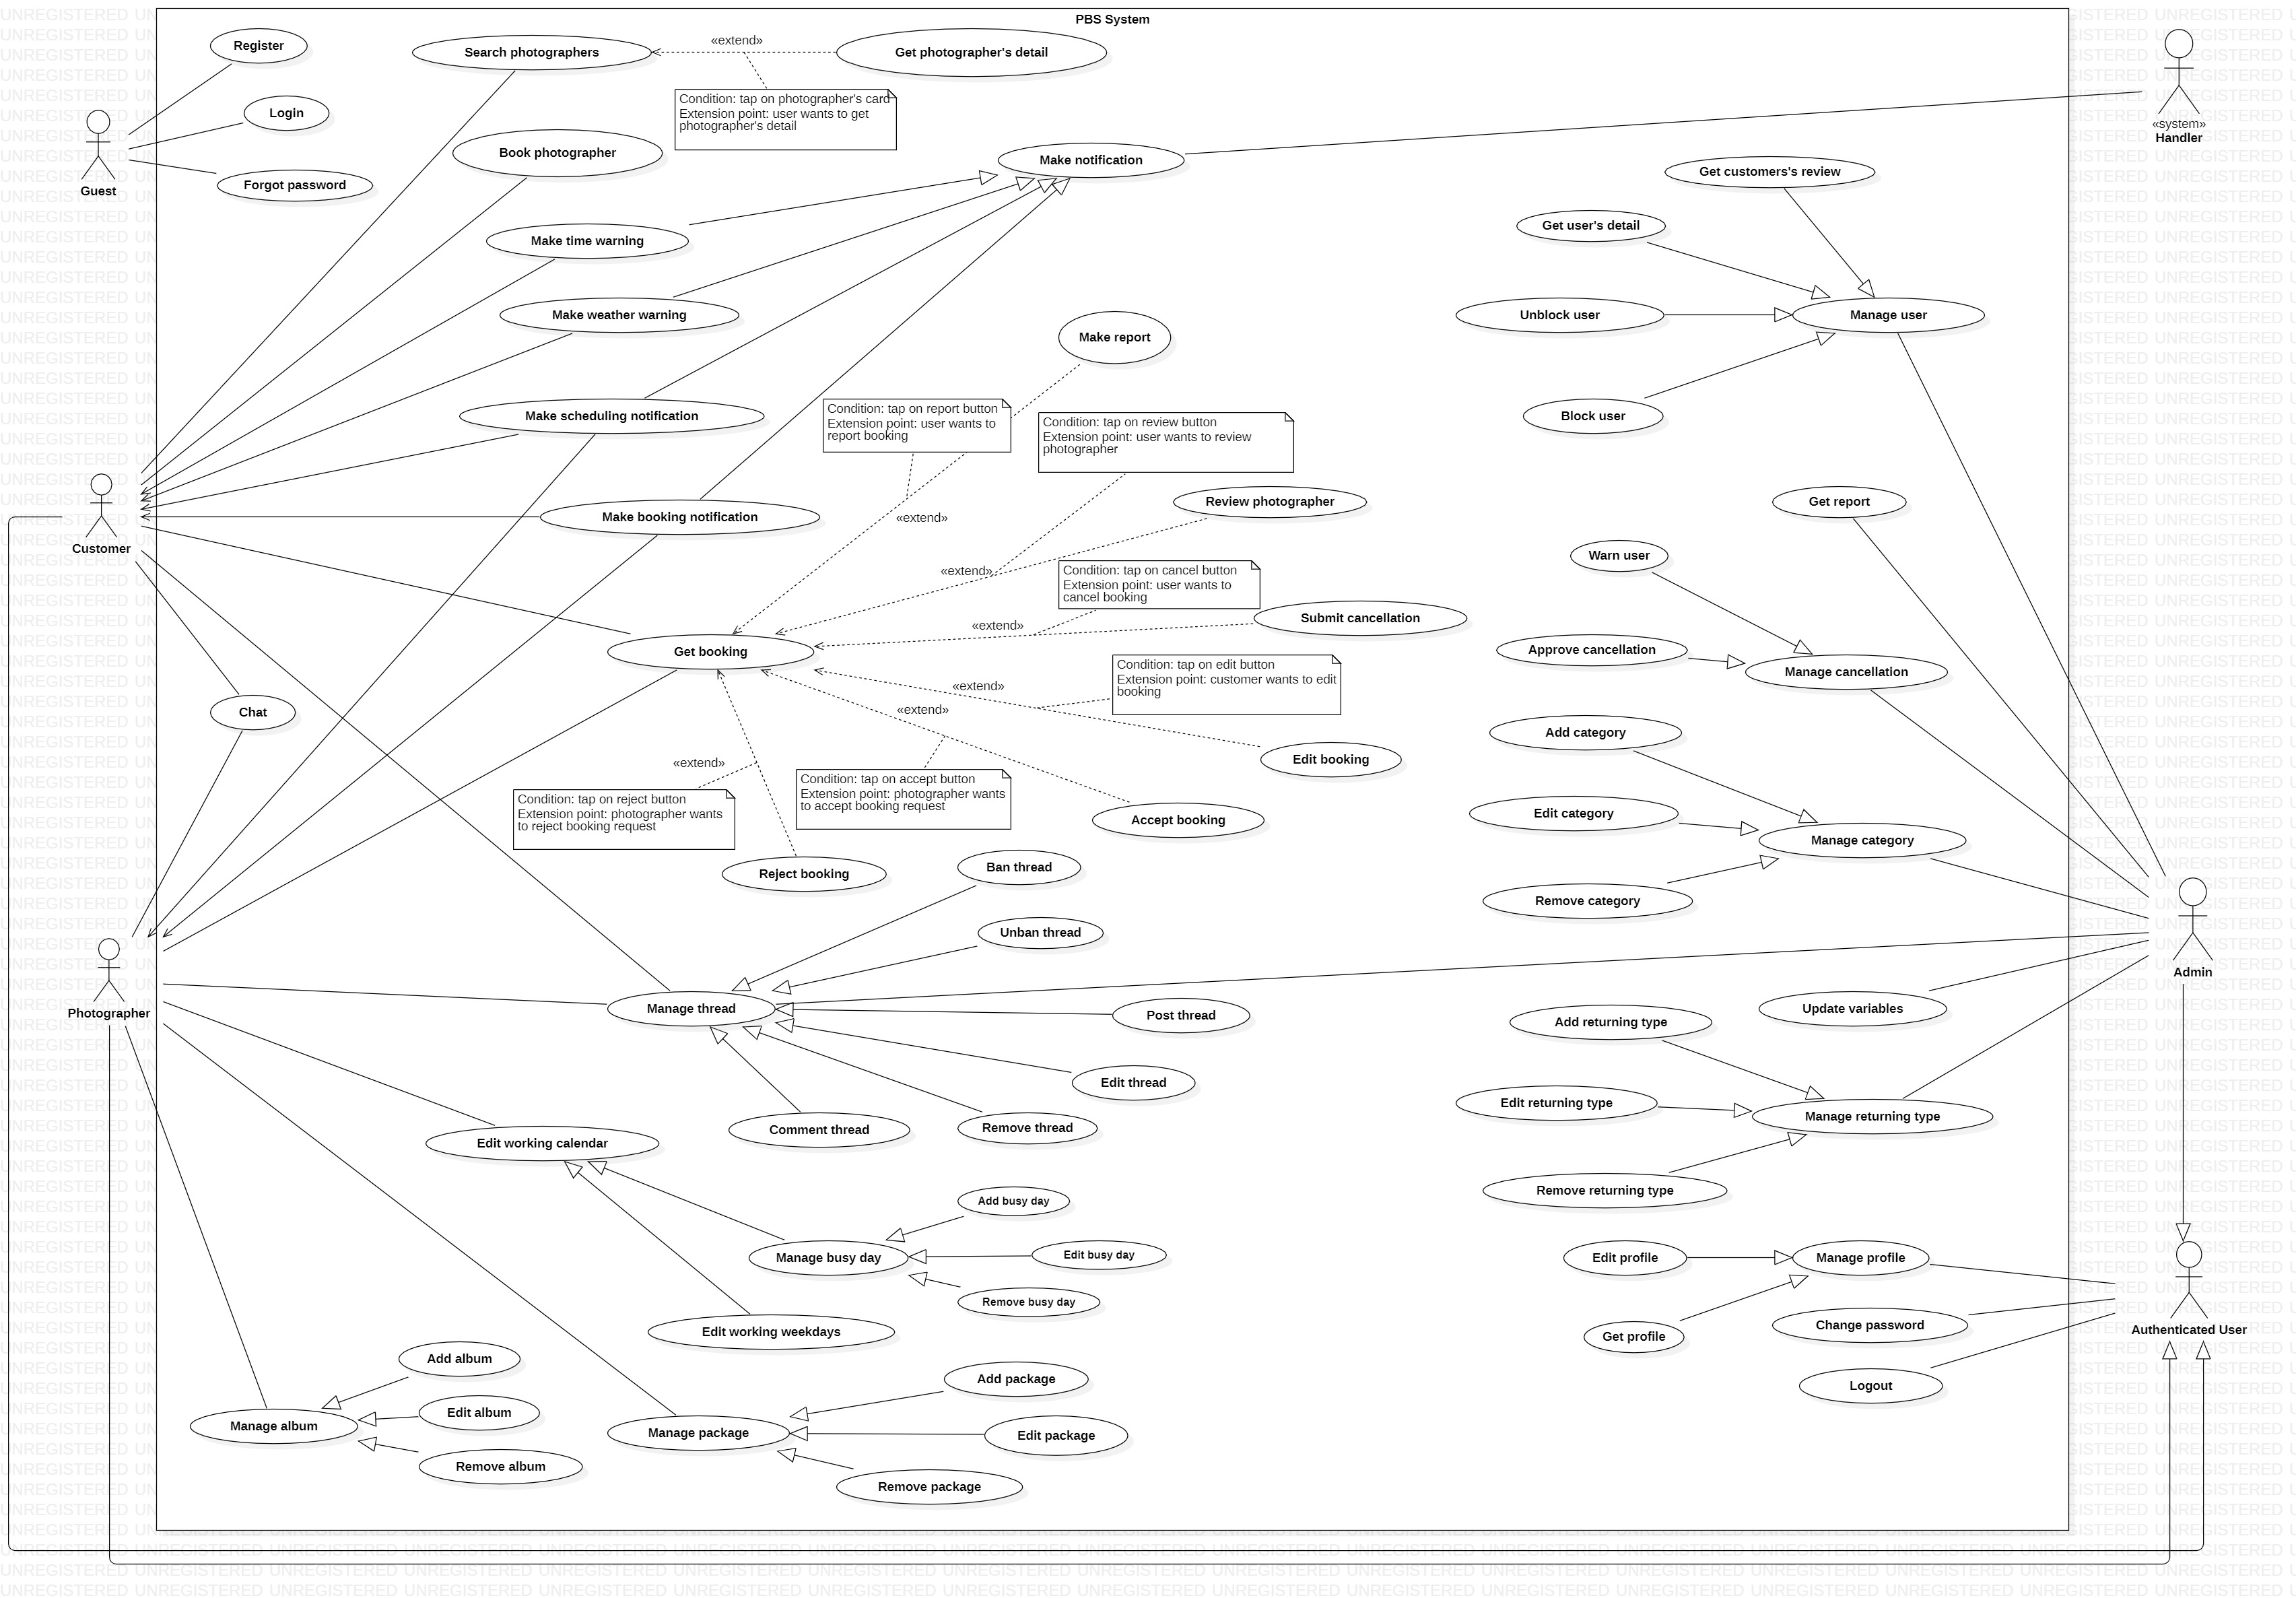 PBS System
Register
Search photographers
«extend»
Get photographer's detail
Condition: tap on photographer's card
Extension point: user wants to get
photographer's detail
Login
Guest
Forgot password
Book photographer
Make notification
«system»
Handler
Get customers's review
Get user's detail
Make time warning
Make weather warning
Unblock user
Manage user
Make report
Block user
Make scheduling notification
Condition: tap on report button
Extension point: user wants to
report booking
Condition: tap on review button
Extension point: user wants to review
photographer
«extend»
Review photographer
Get report
Make booking notification
Customer
Warn user
«extend»
Condition: tap on cancel button
Extension point: user wants to
cancel booking
«extend»
Submit cancellation
Get booking
Approve cancellation
Manage cancellation
Condition: tap on edit button
Extension point: customer wants to edit
booking
«extend»
«extend»
Chat
Add category
Edit booking
«extend»
Condition: tap on accept button
Extension point: photographer wants
to accept booking request
Condition: tap on reject button
Extension point: photographer wants
to reject booking request
Accept booking
Edit category
Manage category
Reject booking
Ban thread
Remove category
Unban thread
Admin
Photographer
Manage thread
Post thread
Update variables
Add returning type
Edit thread
Edit returning type
Manage returning type
Comment thread
Remove thread
Edit working calendar
Remove returning type
Add busy day
Manage busy day
Edit busy day
Remove busy day
Edit profile
Manage profile
Edit working weekdays
Get profile
Change password
Authenticated User
Add album
Add package
Logout
Edit album
Manage album
Manage package
Edit package
Remove album
Remove package